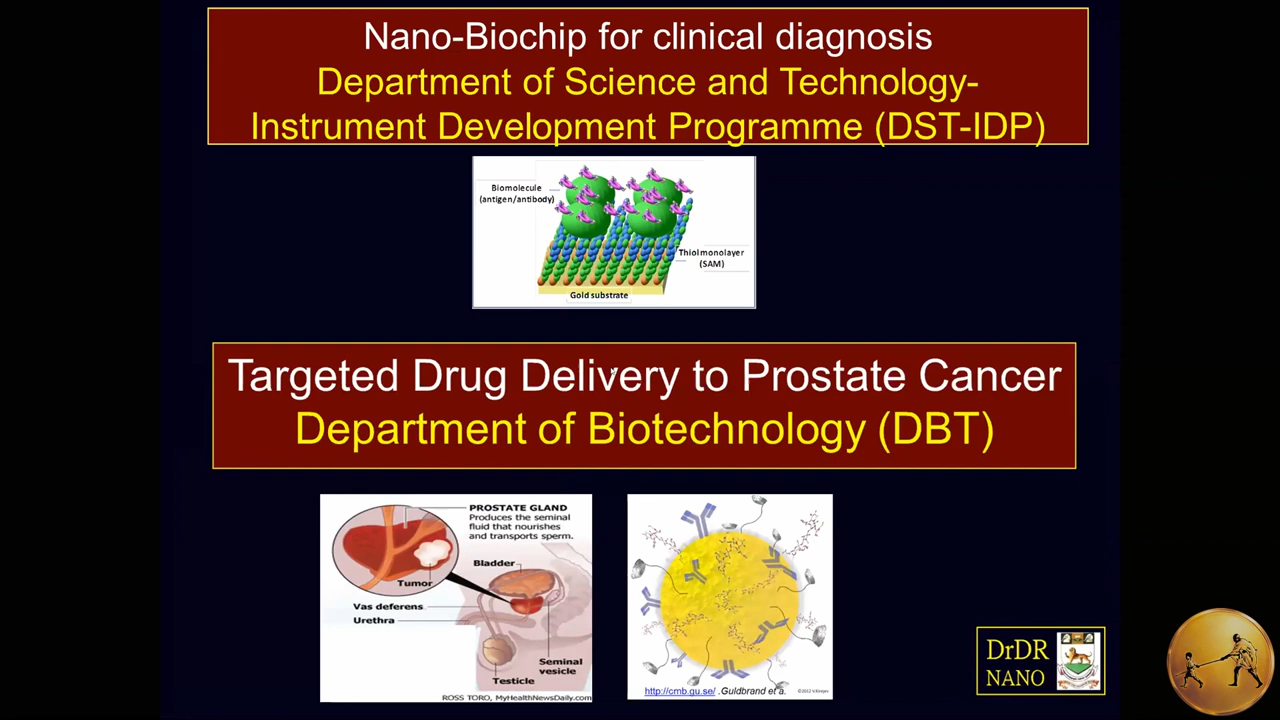 Nano-Biochip for clinical diagnosis
Department of Science and Technology-
Instrument Development Programme (DST-IDP)
Biomolecule
(antigen/antibody)
Thiol monolayer
(SAM)
Gold substrate
Targeted Drug Delivery to Prostate Cancer
Department of Biotechnology (DBT)
PROSTATE GLAND
Produces the seminal
fluid that nourishes
and transports sperm.
Tumor
Bladder
Vas deferens
Urethra
Seminal
vesicle
Testicle
ROSS TORO, MyHealthNewsDaily.com
http://cmb.gu.se/ .Guldbrand et a.
DrDR
NANO